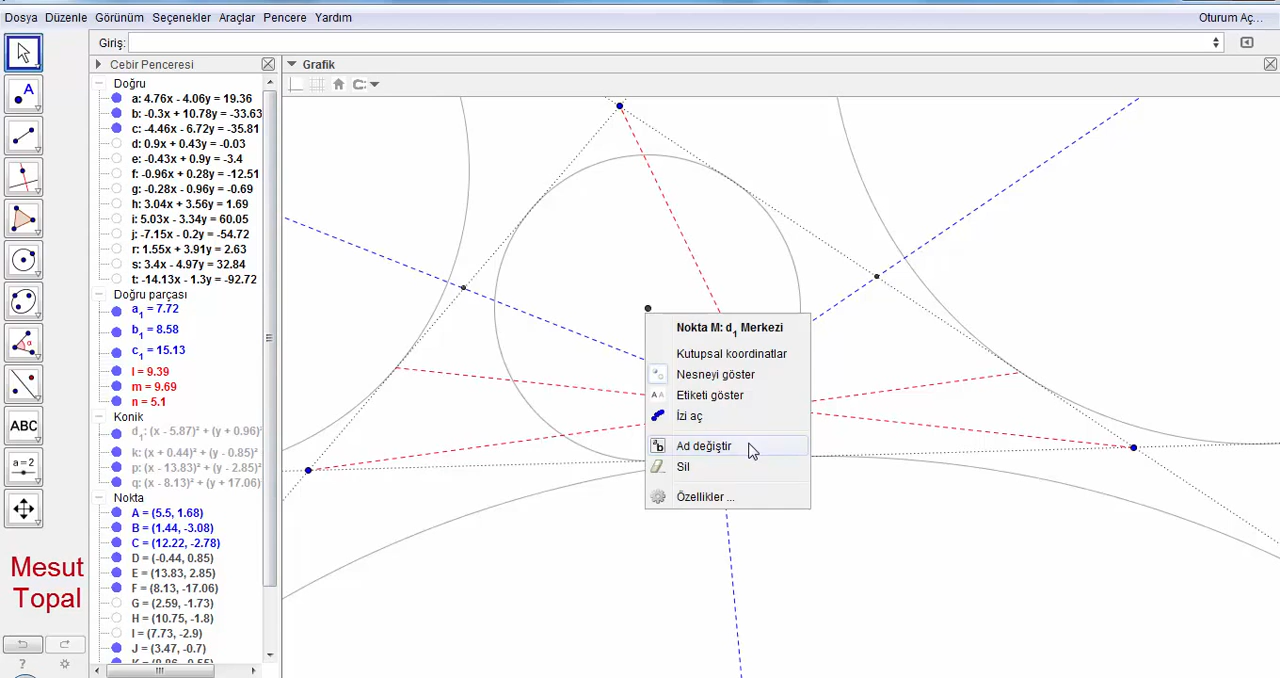 Dosya Düzenle Görünüm Seçenekler Araçlar Pencere Yardım Oturum Aç...
Giriş:
Cebir Penceresi Grafik
Doğru
a: 4.76x - 4.06y = 19.36
b: -0.3x + 10.78y = -33.63
c: -4.46x - 6.72y = -35.81
d: 0.9x + 0.43y = -0.03
e: -0.43x + 0.9y = -3.4
f: -0.96x + 0.28y = -12.51
g: -0.28x - 0.96y = -0.69
h: 3.04x + 3.56y = 1.69
i: 5.03x - 3.34y = 60.05
j: -7.15x - 0.2y = -54.72
r: 1.55x + 3.91y = 2.63
s: 3.4x - 4.97y = 32.84
t: -14.13x - 1.3y = -92.72
Doğru parçası
a1 = 7.72
b1 = 8.58
c1 = 15.13
l = 9.39
m = 9.69
n = 5.1
Konik
d1: (x - 5.87)² + (y + 0.96)
k: (x + 0.44)² + (y - 0.85)²
p: (x - 13.83)² + (y - 2.85)
q: (x - 8.13)² + (y + 17.06)
Nokta
A = (5.5, 1.68)
B = (1.44, -3.08)
C = (12.22, -2.78)
D = (-0.44, 0.85)
E = (13.83, 2.85)
F = (8.13, -17.06)
G = (2.59, -1.73)
H = (10.75, -1.8)
I = (7.73, -2.9)
J = (3.47, -0.7)
Nokta M: d1 Merkezi
Kutupsal koordinatlar
Nesneyi göster
AA Etiketi göster
İzi aç
Ad değiştir
Sil
Özellikler ...
A
α
ABC
a=2
Mesut
Topal
?